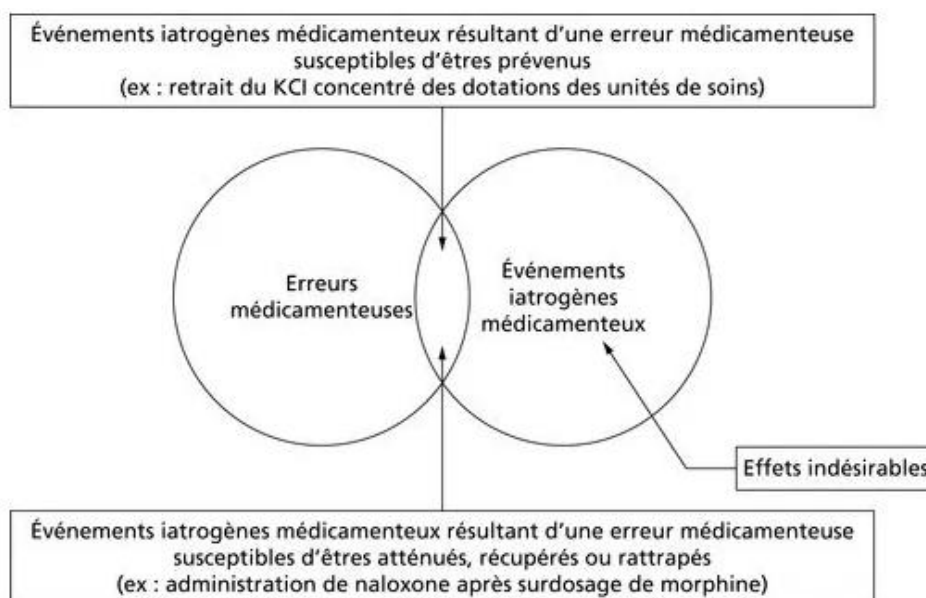 Événements iatrogènes médicamenteux résultant d'une erreur médicamenteuse
susceptibles d'êtres prévenus
(ex : retrait du KCl concentré des dotations des unités de soins)
Erreurs
médicamenteuses
Événements
iatrogènes
médicamenteux
Effets indésirables
Événements iatrogènes médicamenteux résultant d'une erreur médicamenteuse
susceptibles d'êtres atténués, récupérés ou rattrapés
(ex : administration de naloxone après surdosage de morphine)